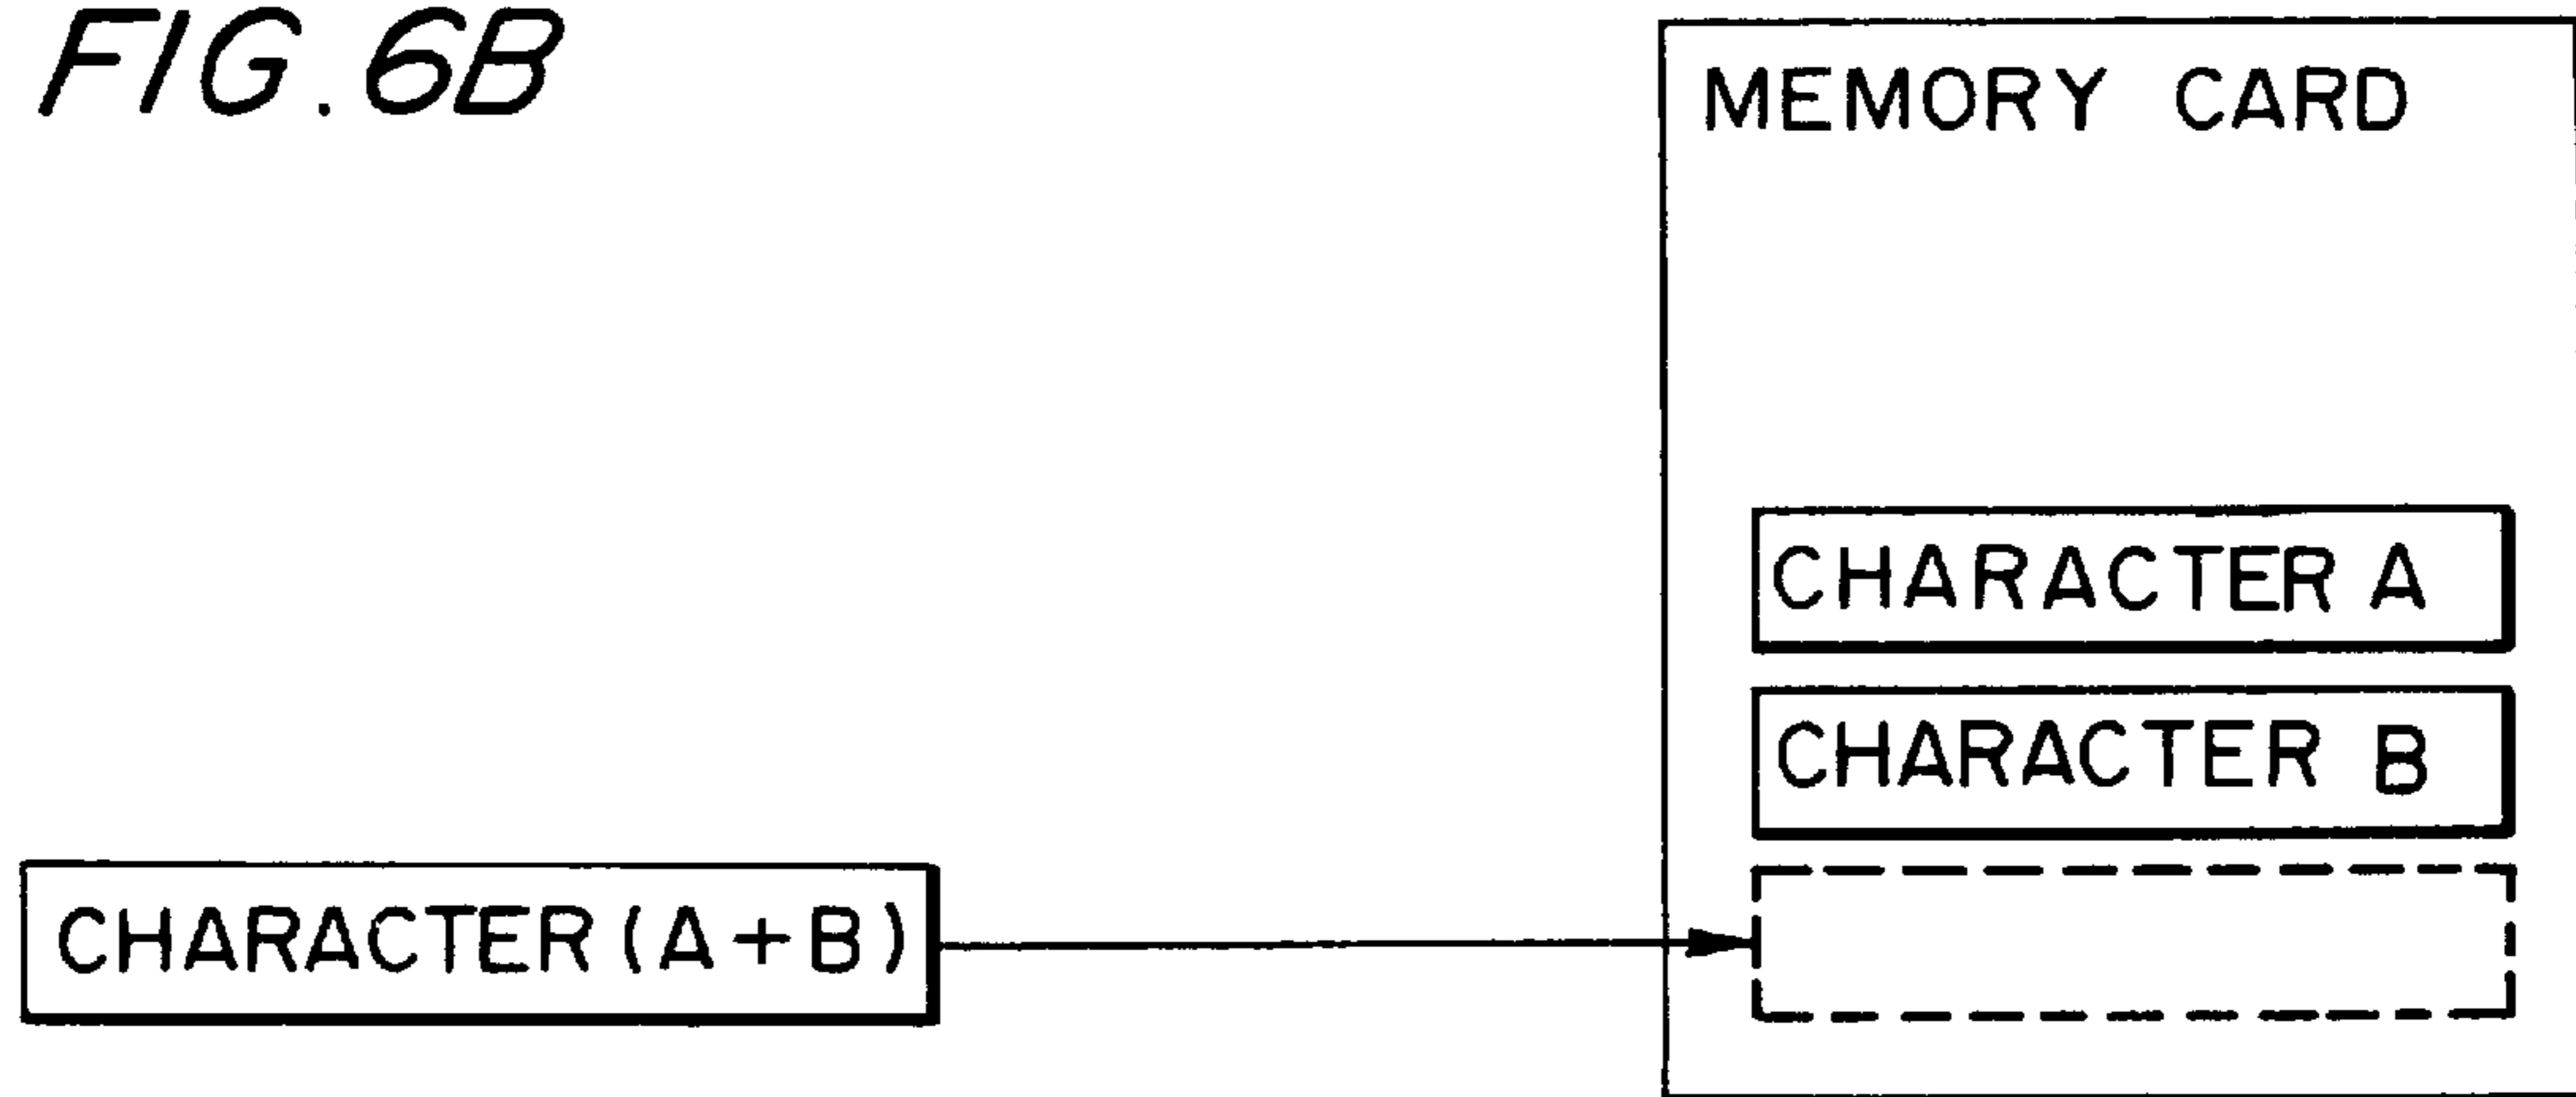 FIG. 6B
MEMORY CARD
CHARACTER A
CHARACTER B
CHARACTER (A+B)